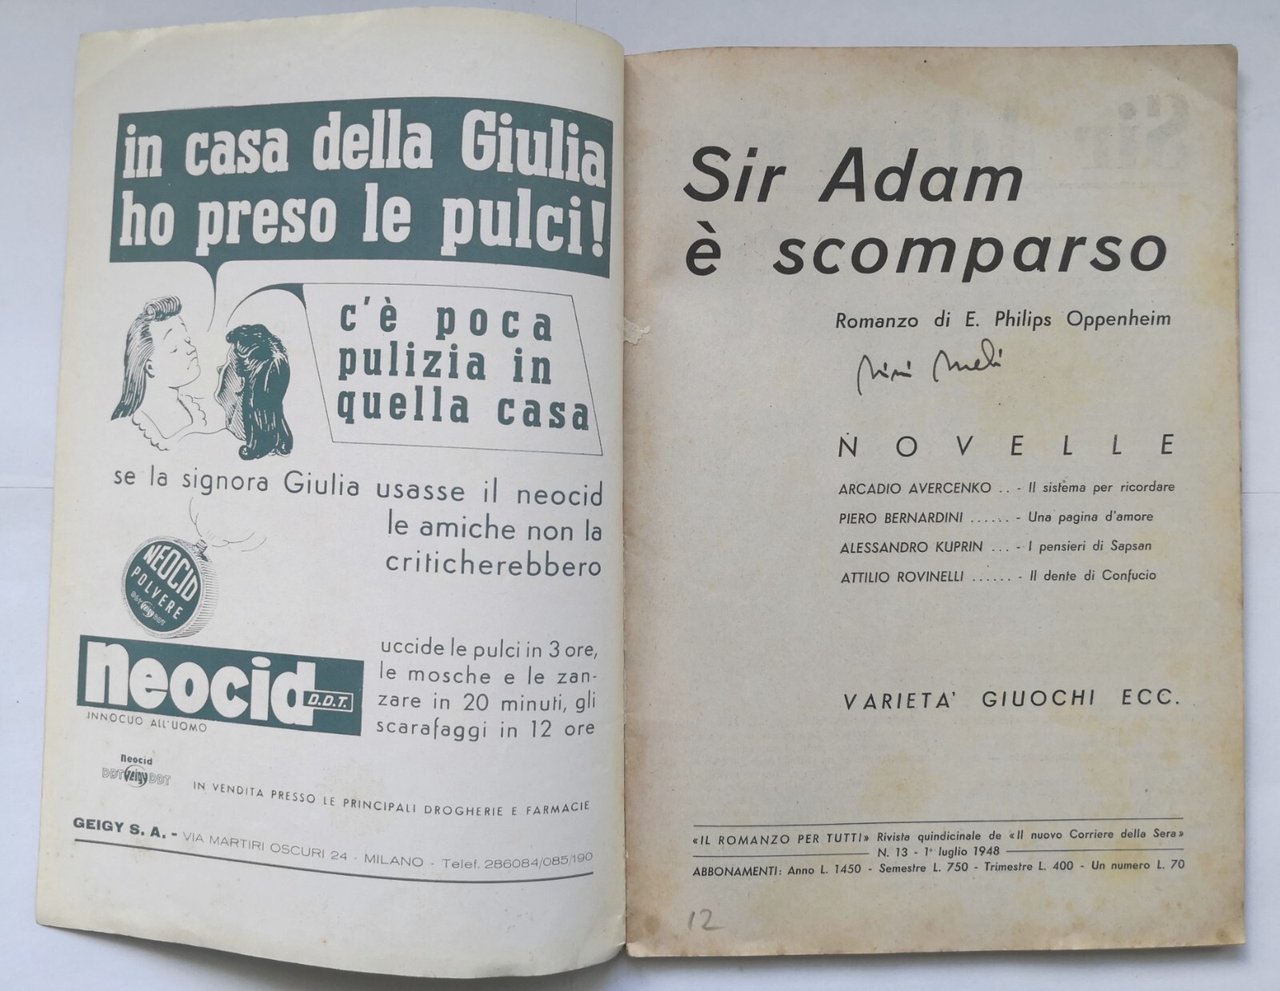 in casa della Giulia
ho preso le pulci!
c'è poca
pulizia in
quella casa
se la signora Giulia usasse il neocid
le amiche non la
criticherebbero
NEOCID
POLVERE
neocid D.D.T.
INNOCUO ALL'UOMO
uccide le pulci in 3 ore,
le mosche e le zan-
zare in 20 minuti, gli
scarafaggi in 12 ore
Neocid
DDT Geigy DDT
IN VENDITA PRESSO LE PRINCIPALI DROGHERIE E FARMACIE
GEIGY S. A. - VIA MARTIRI OSCURI 24 - MILANO - Telef. 286084/085/190
Sir Adam
è scomparso
Romanzo di E. Philips Oppenheim
NOVELLE
ARCADIO AVERCENKO .. - Il sistema per ricordare
PIERO BERNARDINI ...... - Una pagina d'amore
ALESSANDRO KUPRIN ... - I pensieri di Sapsan
ATTILIO ROVINELLI ...... - Il dente di Confucio
VARIETA' GIUOCHI ECC.
«IL ROMANZO PER TUTTI» Rivista quindicinale de «Il nuovo Corriere della Sera»
N. 13 - 1° luglio 1948
ABBONAMENTI: Anno L. 1450 - Semestre L. 750 - Trimestre L. 400 - Un numero L. 70
12